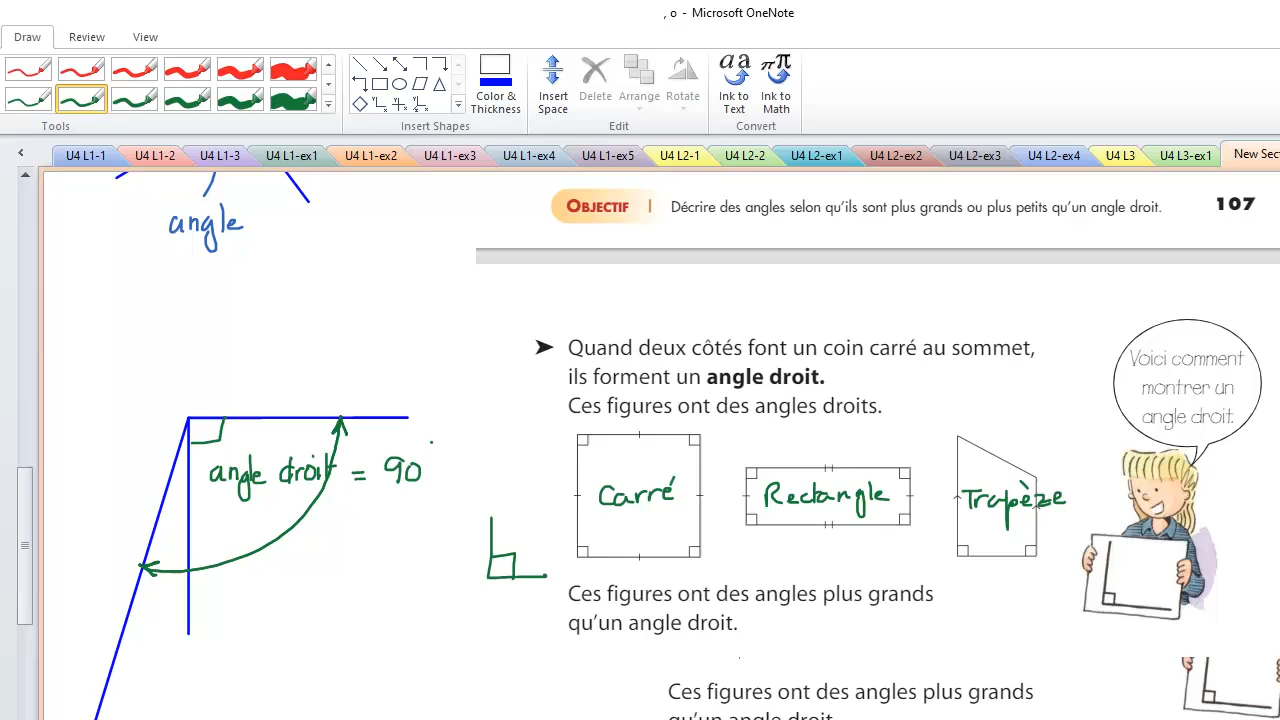 , o - Microsoft OneNote
Draw Review View
Color & Thickness
Insert Space
Delete
Arrange
Rotate
Ink to Text
Ink to Math
Tools
Insert Shapes
Edit
Convert
U4 L1-1 U4 L1-2 U4 L1-3 U4 L1-ex1 U4 L1-ex2 U4 L1-ex3 U4 L1-ex4 U4 L1-ex5 U4 L2-1 U4 L2-2 U4 L2-ex1 U4 L2-ex2 U4 L2-ex3 U4 L2-ex4 U4 L3 U4 L3-ex1 New Sec
angle
OBJECTIF | Décrire des angles selon qu'ils sont plus grands ou plus petits qu'un angle droit. 107
➤ Quand deux côtés font un coin carré au sommet,
ils forment un angle droit.
Ces figures ont des angles droits.
Voici comment
montrer un
angle droit.
angle droit = 90
Carré
Rectangle
Trapèze
Ces figures ont des angles plus grands
qu'un angle droit.
Ces figures ont des angles plus grands
qu'un angle droit.